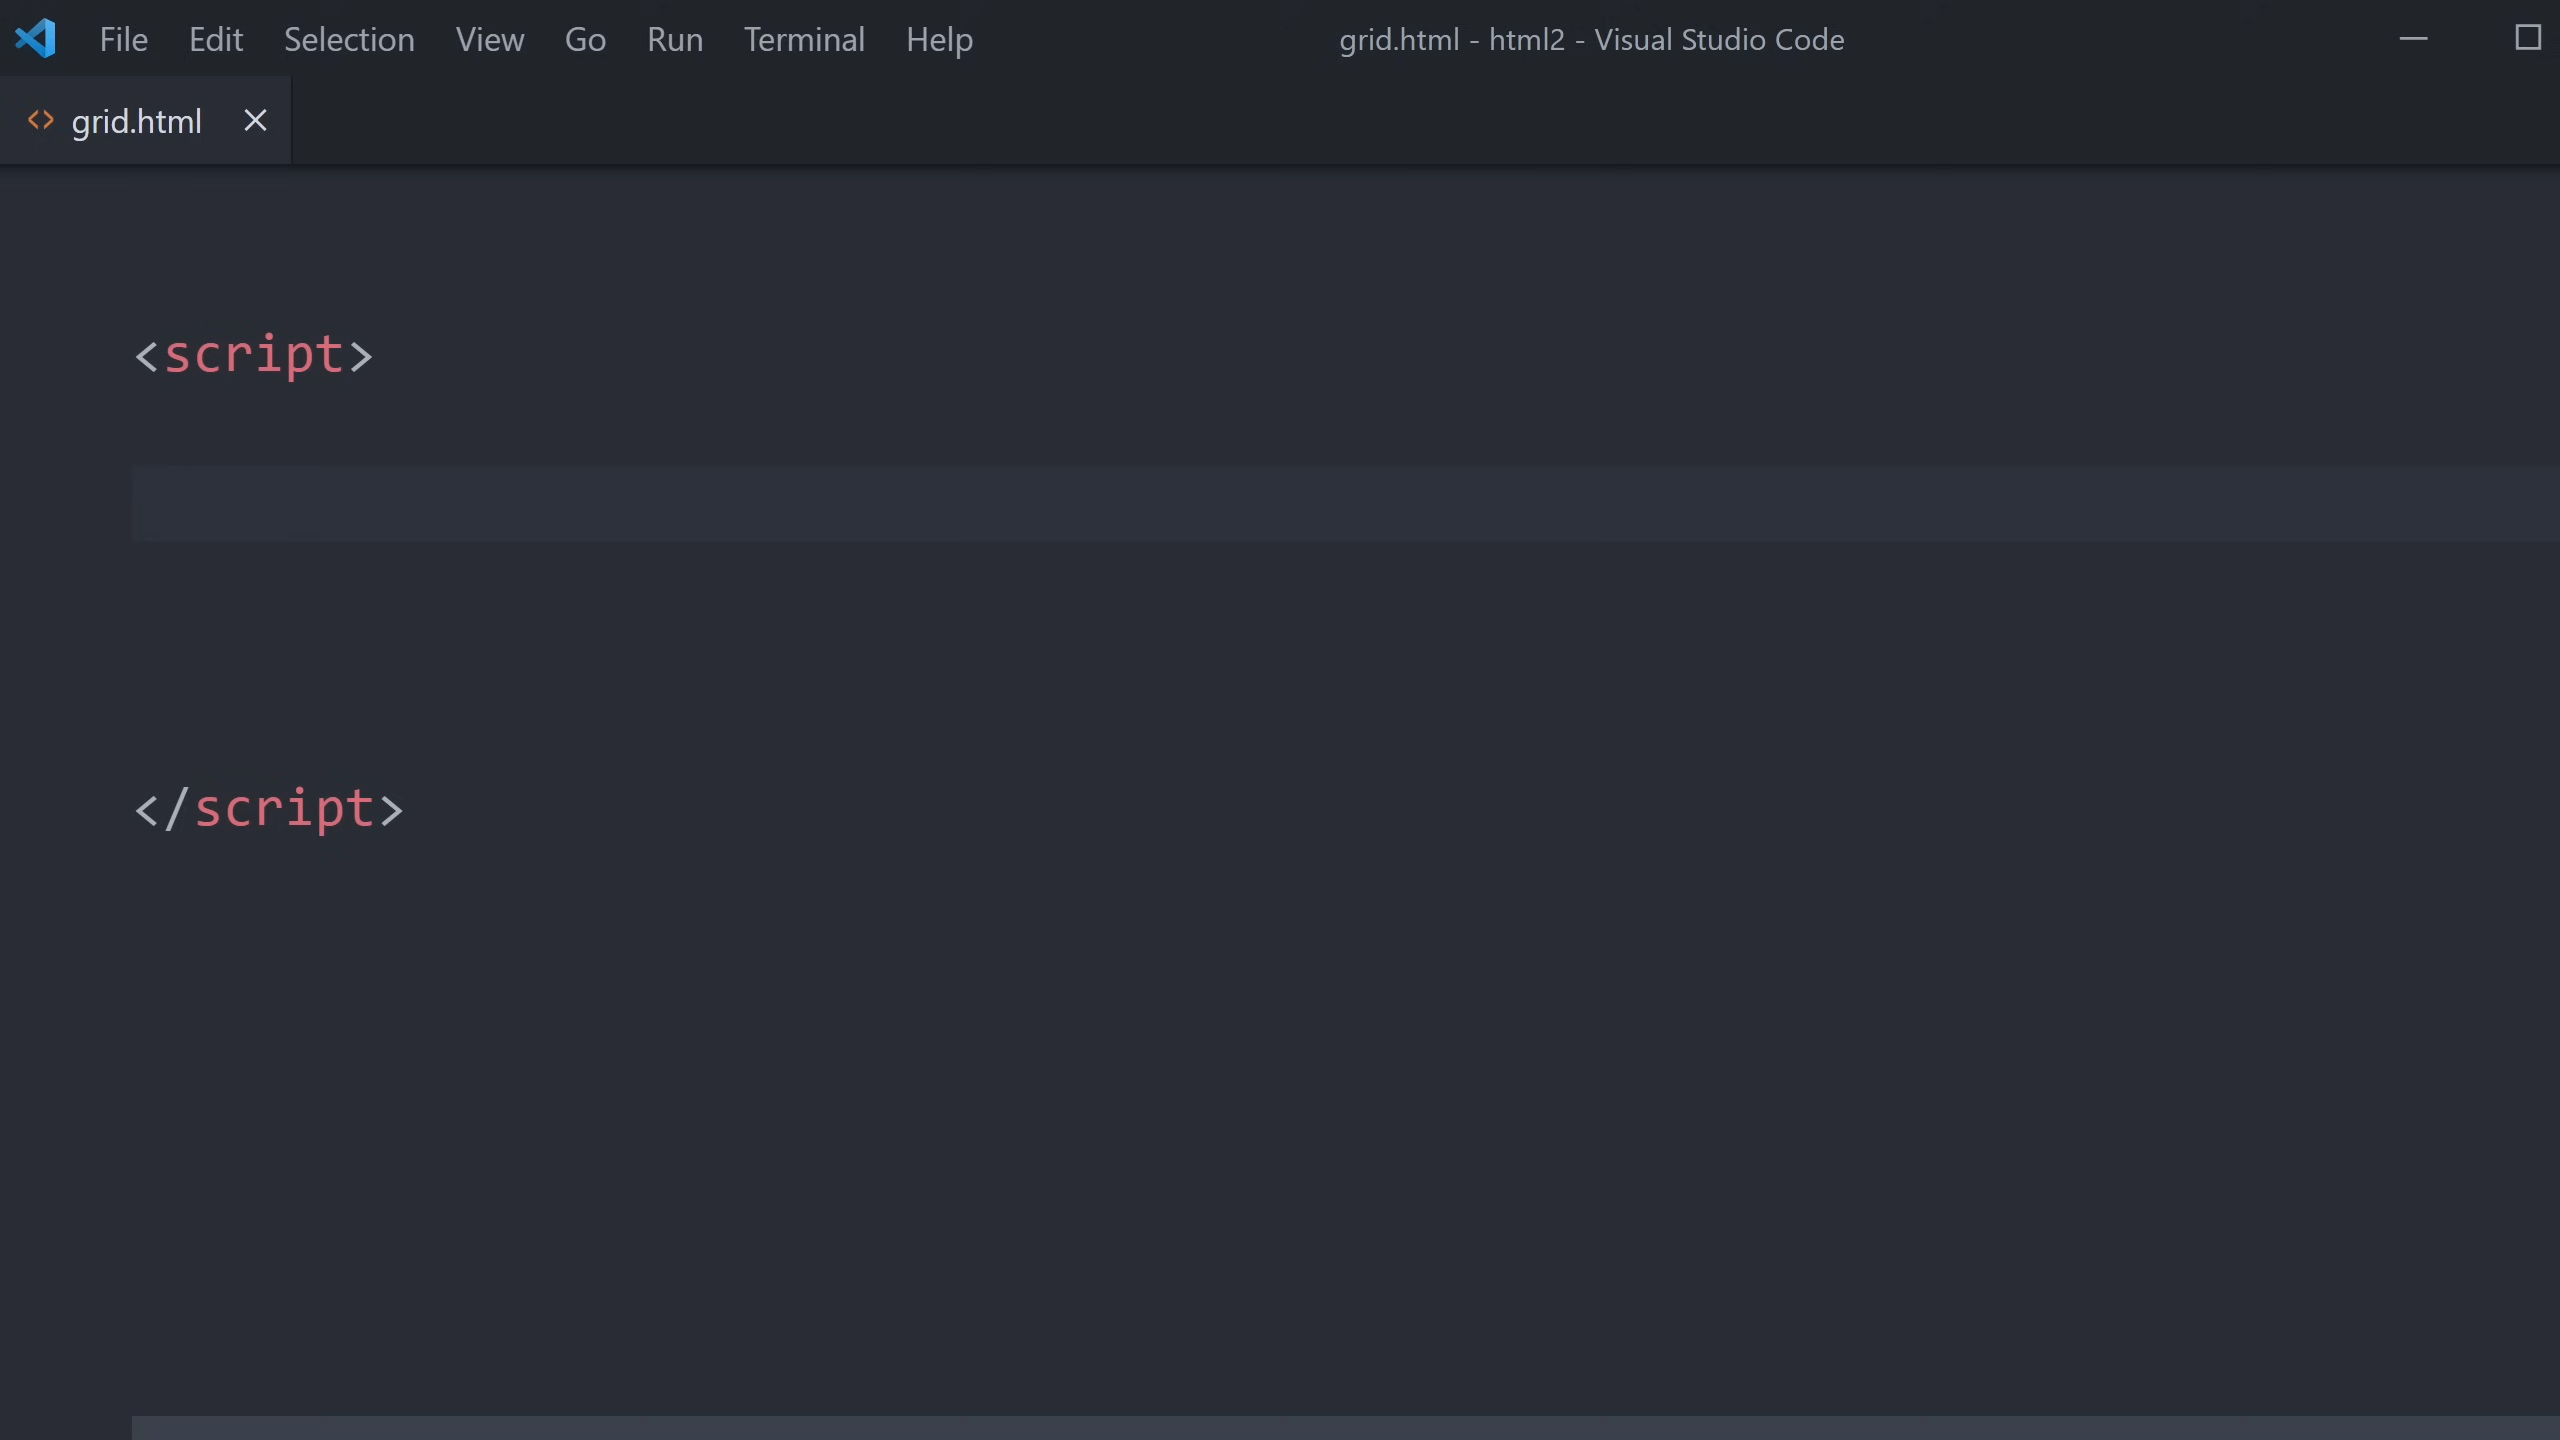 File Edit Selection View Go Run Terminal Help grid.html - html2 - Visual Studio Code
grid.html
<script>
</script>